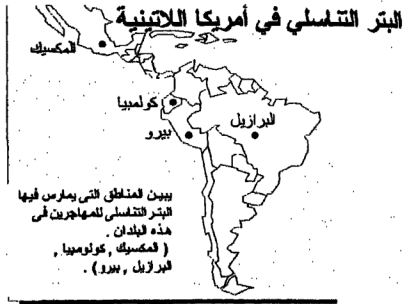 البتر التناسلي في أمريكا اللاتينية
المكسيك
كولمبيا
البرازيل
بيرو
يبين المناطق التى يمارس فيها
البتر التناسلى للمهاجرين فى
هذه البلدان .
( المكسيك , كولومبيا ,
البرازيل , بيرو ) .